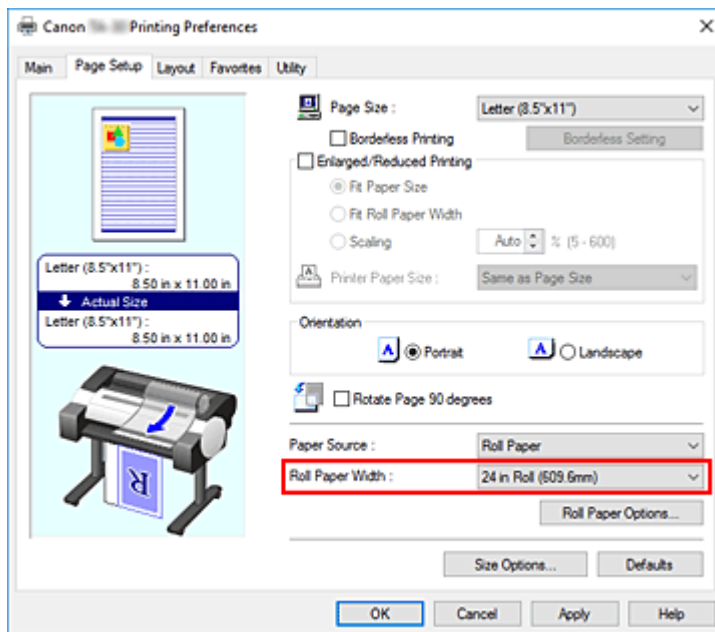 Canon Printing Preferences
Main Page Setup Layout Favorites Utility
Page Size : Letter (8.5"x11")
Borderless Printing Borderless Setting
Enlarged/Reduced Printing
Fit Paper Size
Fit Roll Paper Width
Scaling Auto % (5 - 600)
Printer Paper Size : Same as Page Size
Letter (8.5"x11") :
8.50 in x 11.00 in
Actual Size
Letter (8.5"x11") :
8.50 in x 11.00 in
Orientation
A Portrait A Landscape
Rotate Page 90 degrees
Paper Source : Roll Paper
Roll Paper Width : 24 in Roll (609.6mm)
R
Roll Paper Options...
Size Options... Defaults
OK Cancel Apply Help